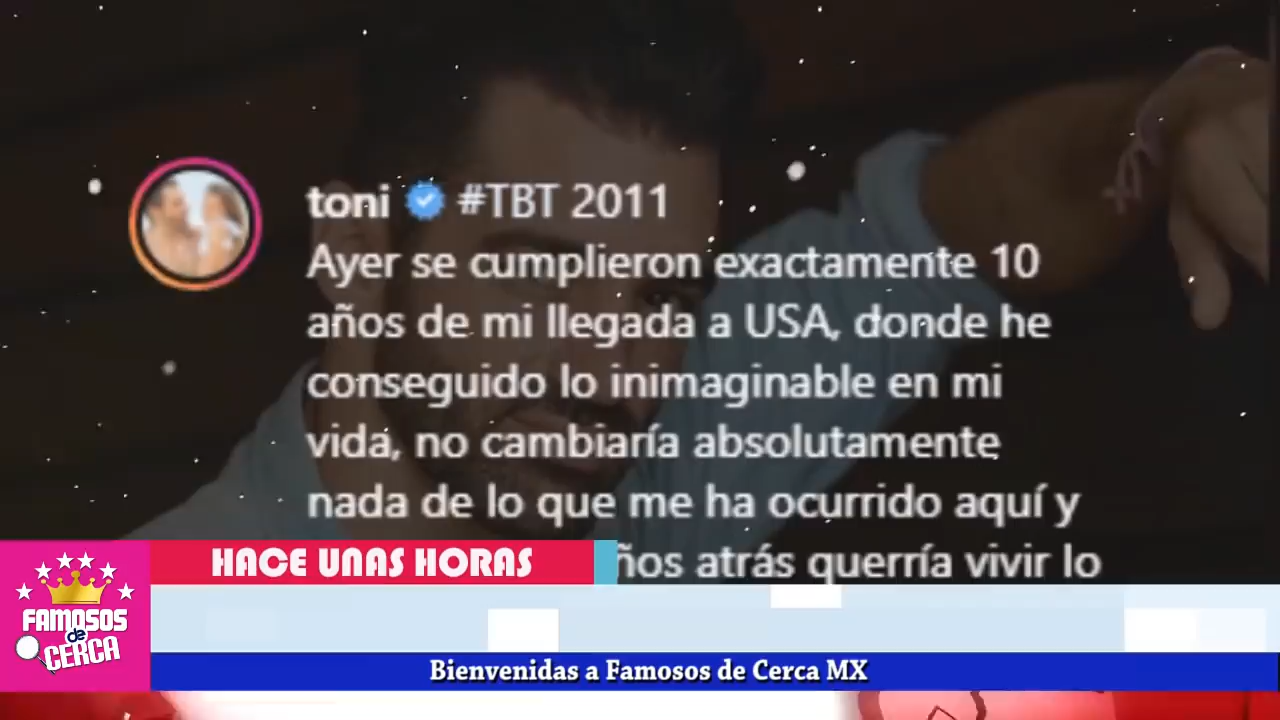 toni #TBT 2011
Ayer se cumplieron exactamente 10
años de mi llegada a USA, donde he
conseguido lo inimaginable en mi
vida, no cambiaría absolutamente
nada de lo que me ha ocurrido aquí y
ños atrás querría vivir lo
HACE UNAS HORAS
FAMOSOS
de
CERCA
Bienvenidas a Famosos de Cerca MX